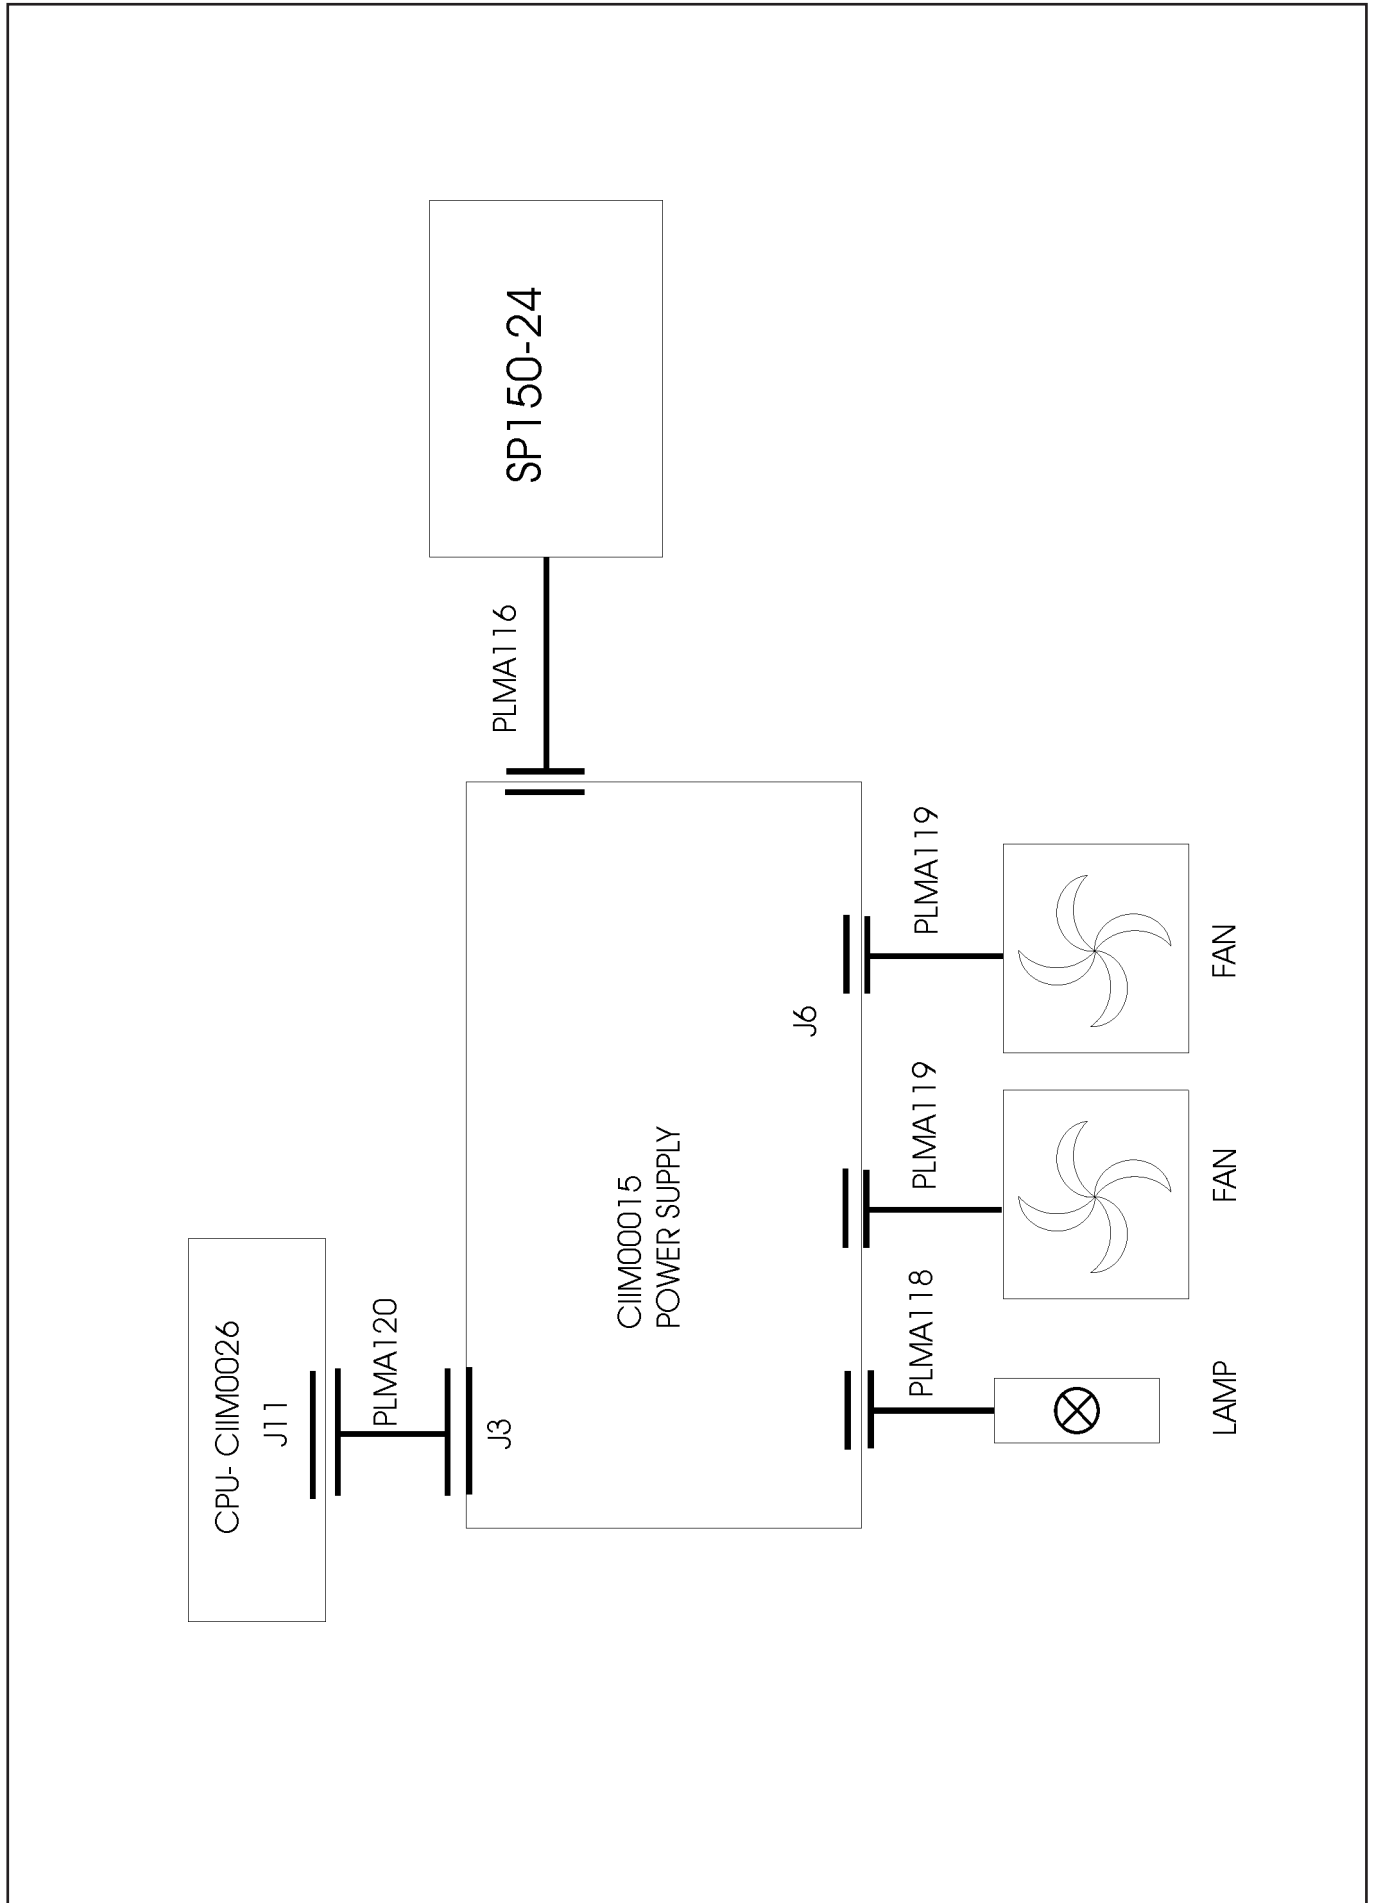 CPU- CIIM0026
J11
PLMA120
J3
SP150-24
PLMA116
CIIM00015
POWER SUPPLY
J6
PLMA118
PLMA119
PLMA119
LAMP
FAN
FAN